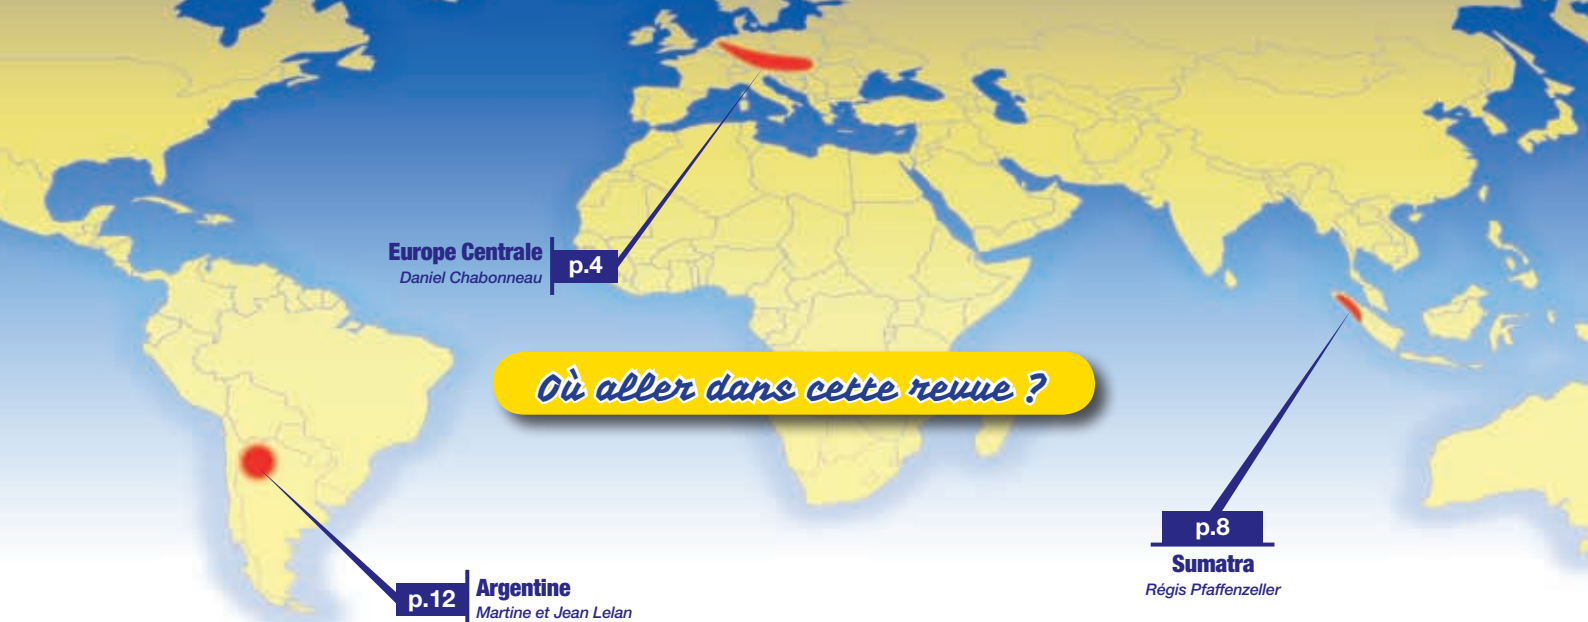 Europe Centrale
Daniel Chabonneau
p.4
Où aller dans cette revue ?
p.8
Sumatra
Régis Pfaffenzeller
p.12
Argentine
Martine et Jean Lelan